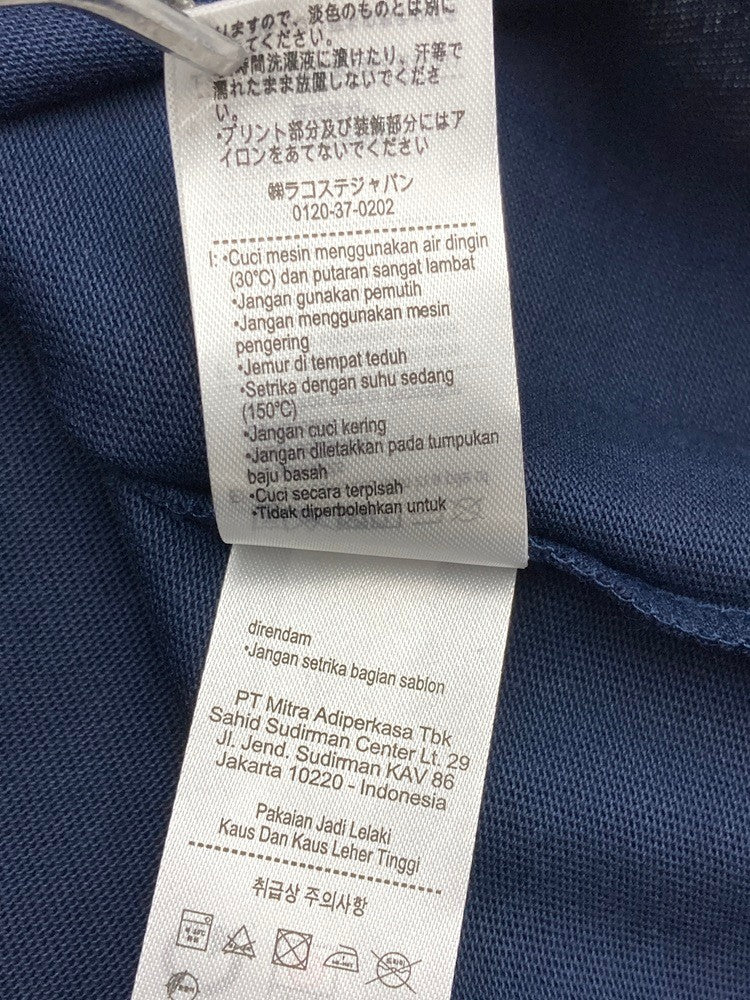 ますので、淡色のものとは別に
てください。
時間洗濯液に漬けたり、汗等で
濡れたまま放置しないでくださ
い。
•プリント部分及び装飾部分にはア
イロンをあてないでください
㈱ラコステジャパン
0120-37-0202
I: •Cuci mesin menggunakan air dingin
(30°C) dan putaran sangat lambat
•Jangan gunakan pemutih
•Jangan menggunakan mesin
pengering
•Jemur di tempat teduh
•Setrika dengan suhu sedang
(150°C)
•Jangan cuci kering
•Jangan diletakkan pada tumpukan
baju basah
•Cuci secara terpisah
•Tidak diperbolehkan untuk
direndam
•Jangan setrika bagian sablon
PT Mitra Adiperkasa Tbk
Sahid Sudirman Center Lt. 29
Jl. Jend. Sudirman KAV 86
Jakarta 10220 - Indonesia
Pakaian Jadi Lelaki
Kaus Dan Kaus Leher Tinggi
취급상 주의사항